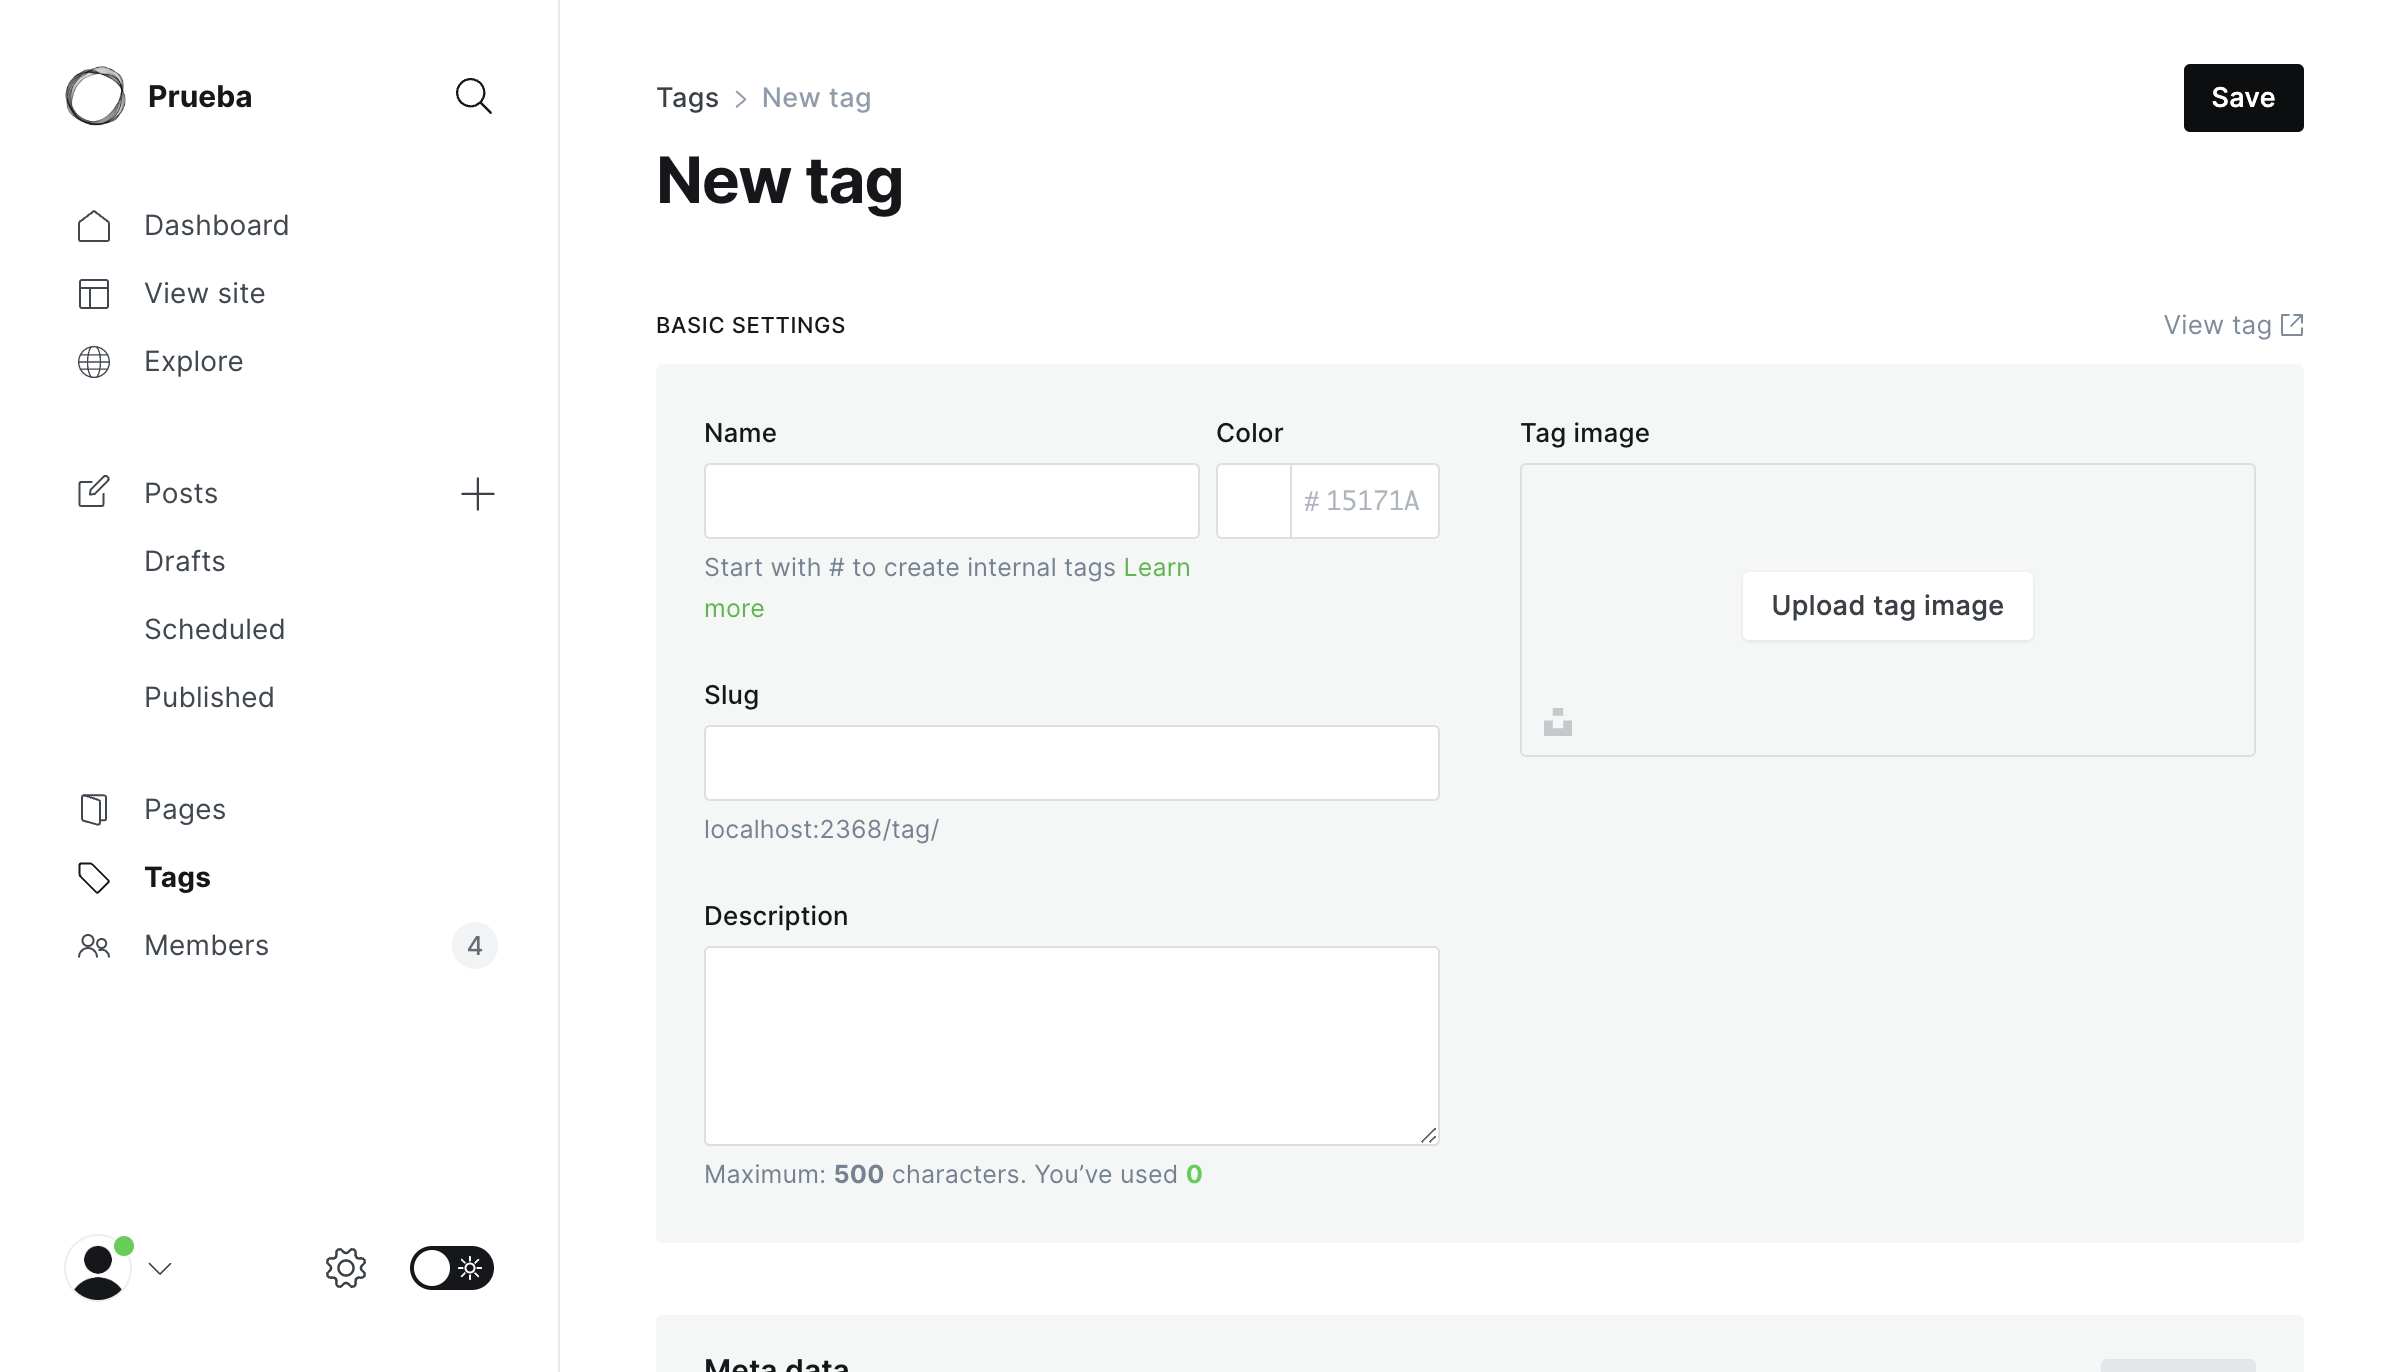 Prueba
Dashboard
View site
Explore
Posts
Drafts
Scheduled
Published
Pages
Tags
Members 4
Tags > New tag
Save
New tag
BASIC SETTINGS
View tag
Name
Color
# 15171A
Start with # to create internal tags Learn
more
Slug
localhost:2368/tag/
Description
Maximum: 500 characters. You’ve used 0
Tag image
Upload tag image
Meta data